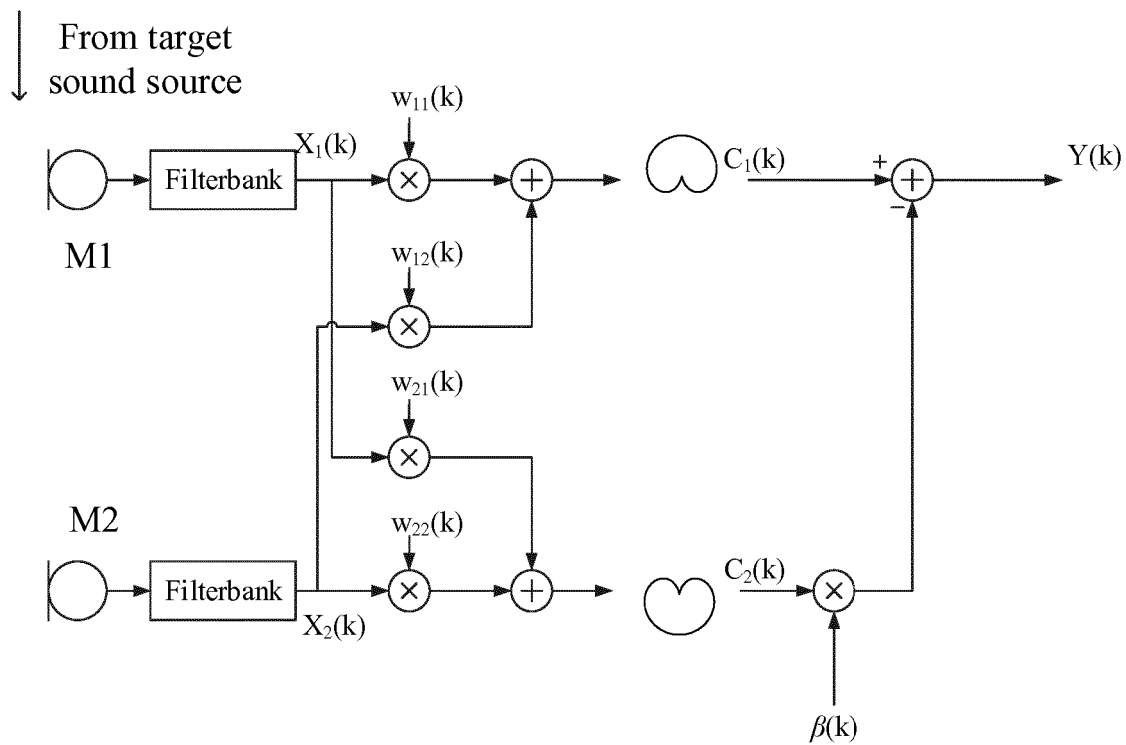 From target
sound source
w₁₁(k)
X₁(k)
Filterbank
C₁(k)
+
Y(k)
×
+
+
−
M1
w₁₂(k)
×
w₂₁(k)
×
M2
w₂₂(k)
Filterbank
X₂(k)
×
+
C₂(k)
×
β(k)